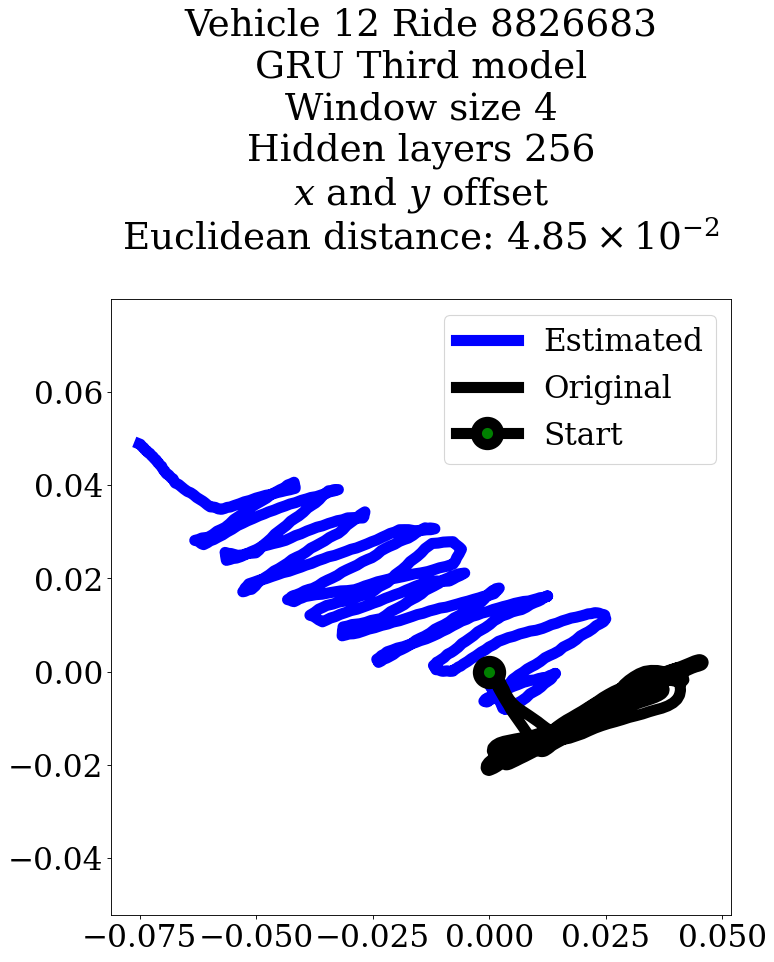 Vehicle 12 Ride 8826683
GRU Third model
Window size 4
Hidden layers 256
x and y offset
Euclidean distance: 4.85 × 10⁻²
Estimated
Original
Start
0.06
0.04
0.02
0.00
−0.02
−0.04
−0.075 −0.050 −0.025 0.000 0.025 0.050